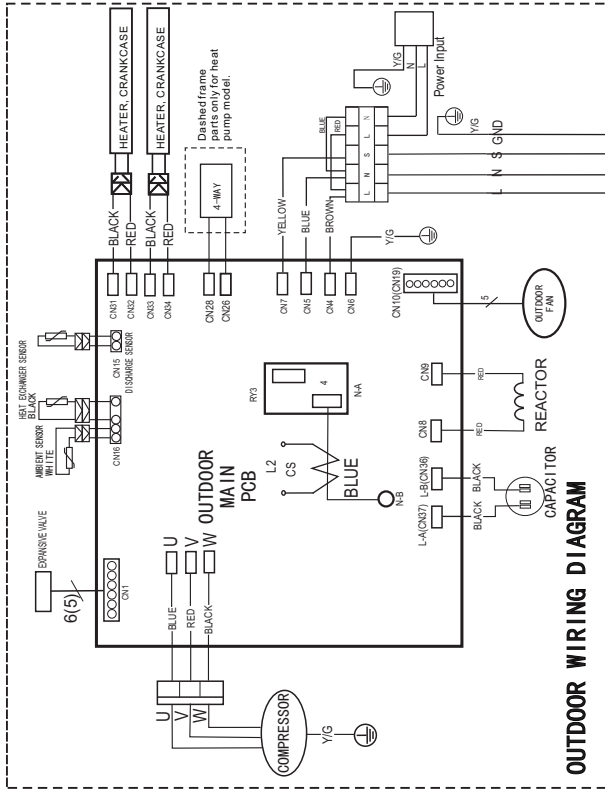 HEATER, CRANKCASE
HEATER, CRANKCASE
BLACK
RED
BLACK
RED
Dashed frame
parts only for heat
pump model.
4-WAY
Power Input
Y/G
N
L
BLUE
RED
L
N
S
L
N
YELLOW
BLUE
BROWN
Y/G
Y/G
L
N
S
GND
CN31
CN32
CN33
CN34
CN28
CN26
CN7
CN5
CN4
CN6
CN10(CN19)
5
OUTDOOR
FAN
HEAT EXCHANGER SENSOR
BLACK
AMBIENT SENSOR
WHITE
CN16
CN15
DISCHARGE SENSOR
EXPANSIVE VALVE
6(5)
CN1
RY3
4
N-A
L2
CS
BLUE
N-B
OUTDOOR
MAIN
PCB
U
V
W
BLUE
RED
BLACK
U
V
W
COMPRESSOR
Y/G
CN9
CN8
RED
RED
REACTOR
L-B(CN36)
L-A(CN37)
BLACK
BLACK
CAPACITOR
OUTDOOR WIRING DIAGRAM